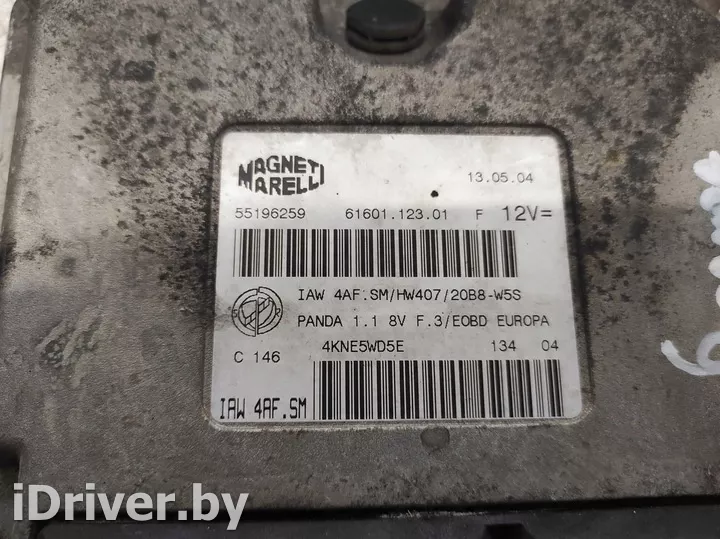 MAGNETI
MARELLI
13.05.04
55196259 61601.123.01 F 12V=
IAW 4AF.SM/HW407/20B8-W5S
PANDA 1.1 8V F.3/EOBD EUROPA
C 146 4KNE5WD5E 134 04
IAW 4AF.SM
iDriver.by